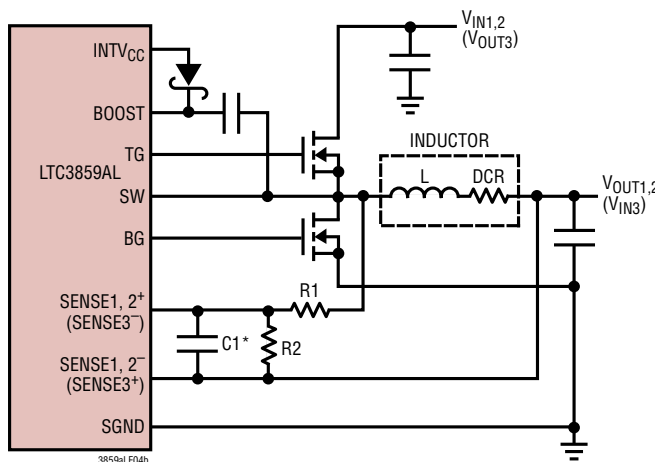 INTVCC
BOOST
TG
LTC3859AL
SW
BG
SENSE1, 2+
(SENSE3–)
SENSE1, 2–
(SENSE3+)
SGND
VIN1,2
(VOUT3)
INDUCTOR
L DCR
VOUT1,2
(VIN3)
R1
C1*
R2
3859aL F04b